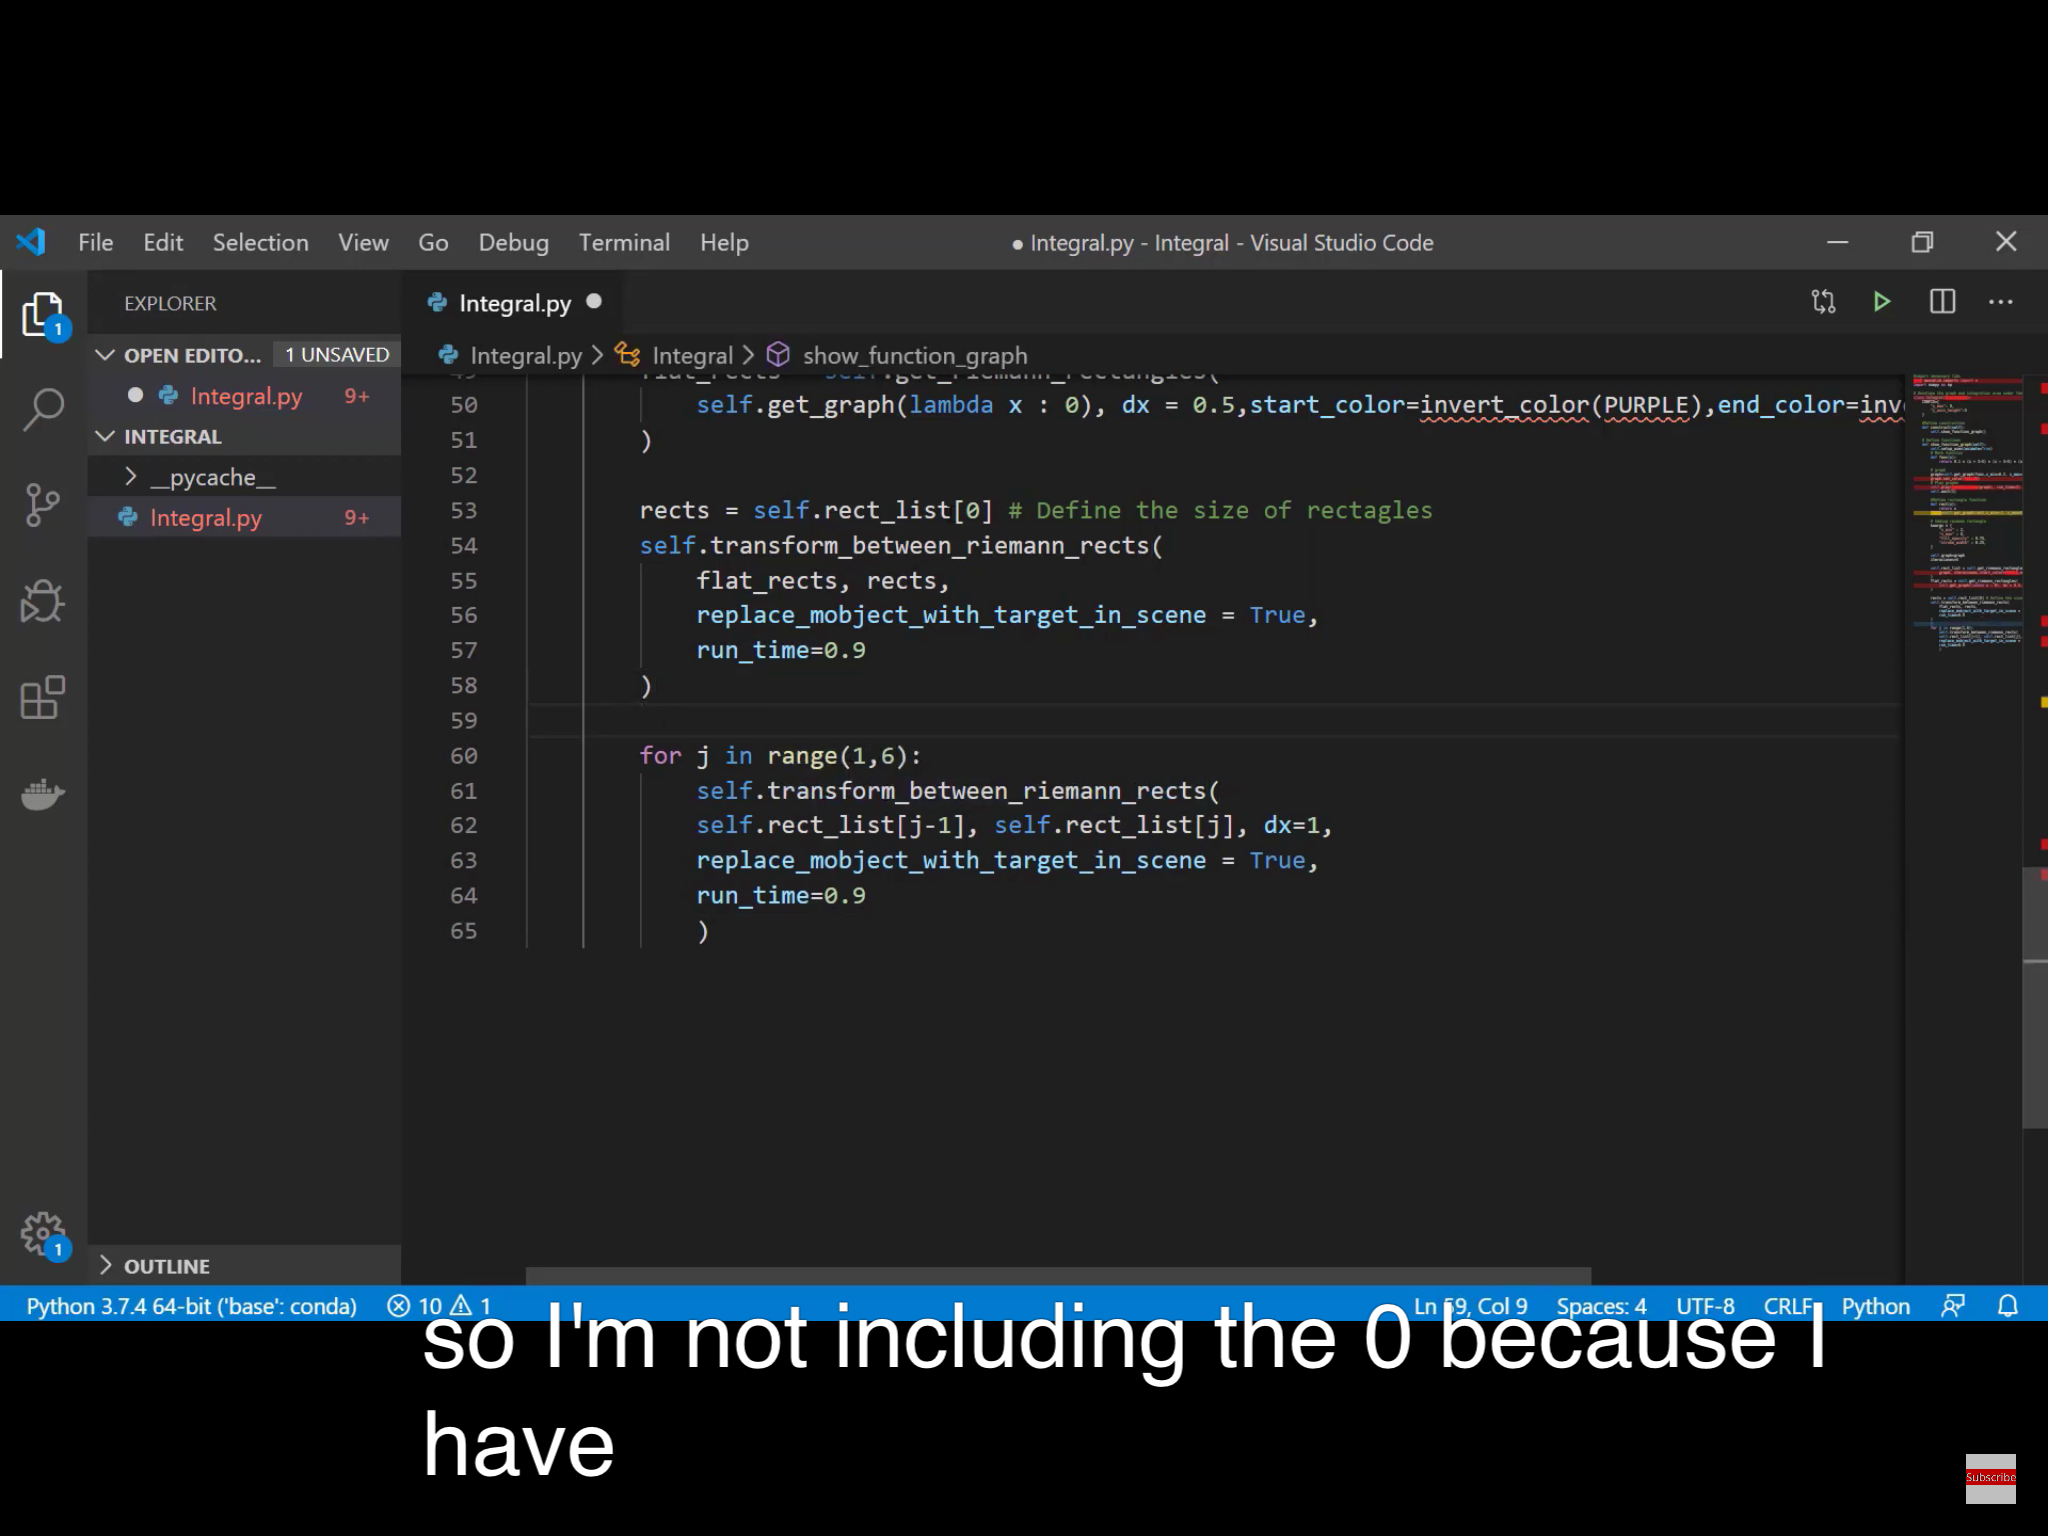 File Edit Selection View Go Debug Terminal Help ● Integral.py - Integral - Visual Studio Code
EXPLORER
Integral.py
OPEN EDITO... 1 UNSAVED
Integral.py > Integral > show_function_graph
Integral.py 9+
INTEGRAL
__pycache__
Integral.py 9+
50 self.get_graph(lambda x : 0), dx = 0.5,start_color=invert_color(PURPLE),end_color=inv
51 )
52
53 rects = self.rect_list[0] # Define the size of rectagles
54 self.transform_between_riemann_rects(
55 flat_rects, rects,
56 replace_mobject_with_target_in_scene = True,
57 run_time=0.9
58 )
59
60 for j in range(1,6):
61 self.transform_between_riemann_rects(
62 self.rect_list[j-1], self.rect_list[j], dx=1,
63 replace_mobject_with_target_in_scene = True,
64 run_time=0.9
65 )
1
1
OUTLINE
Python 3.7.4 64-bit ('base': conda) 10 1 Ln 59, Col 9 Spaces: 4 UTF-8 CRLF Python
so I'm not including the 0 because I
have
Subscribe